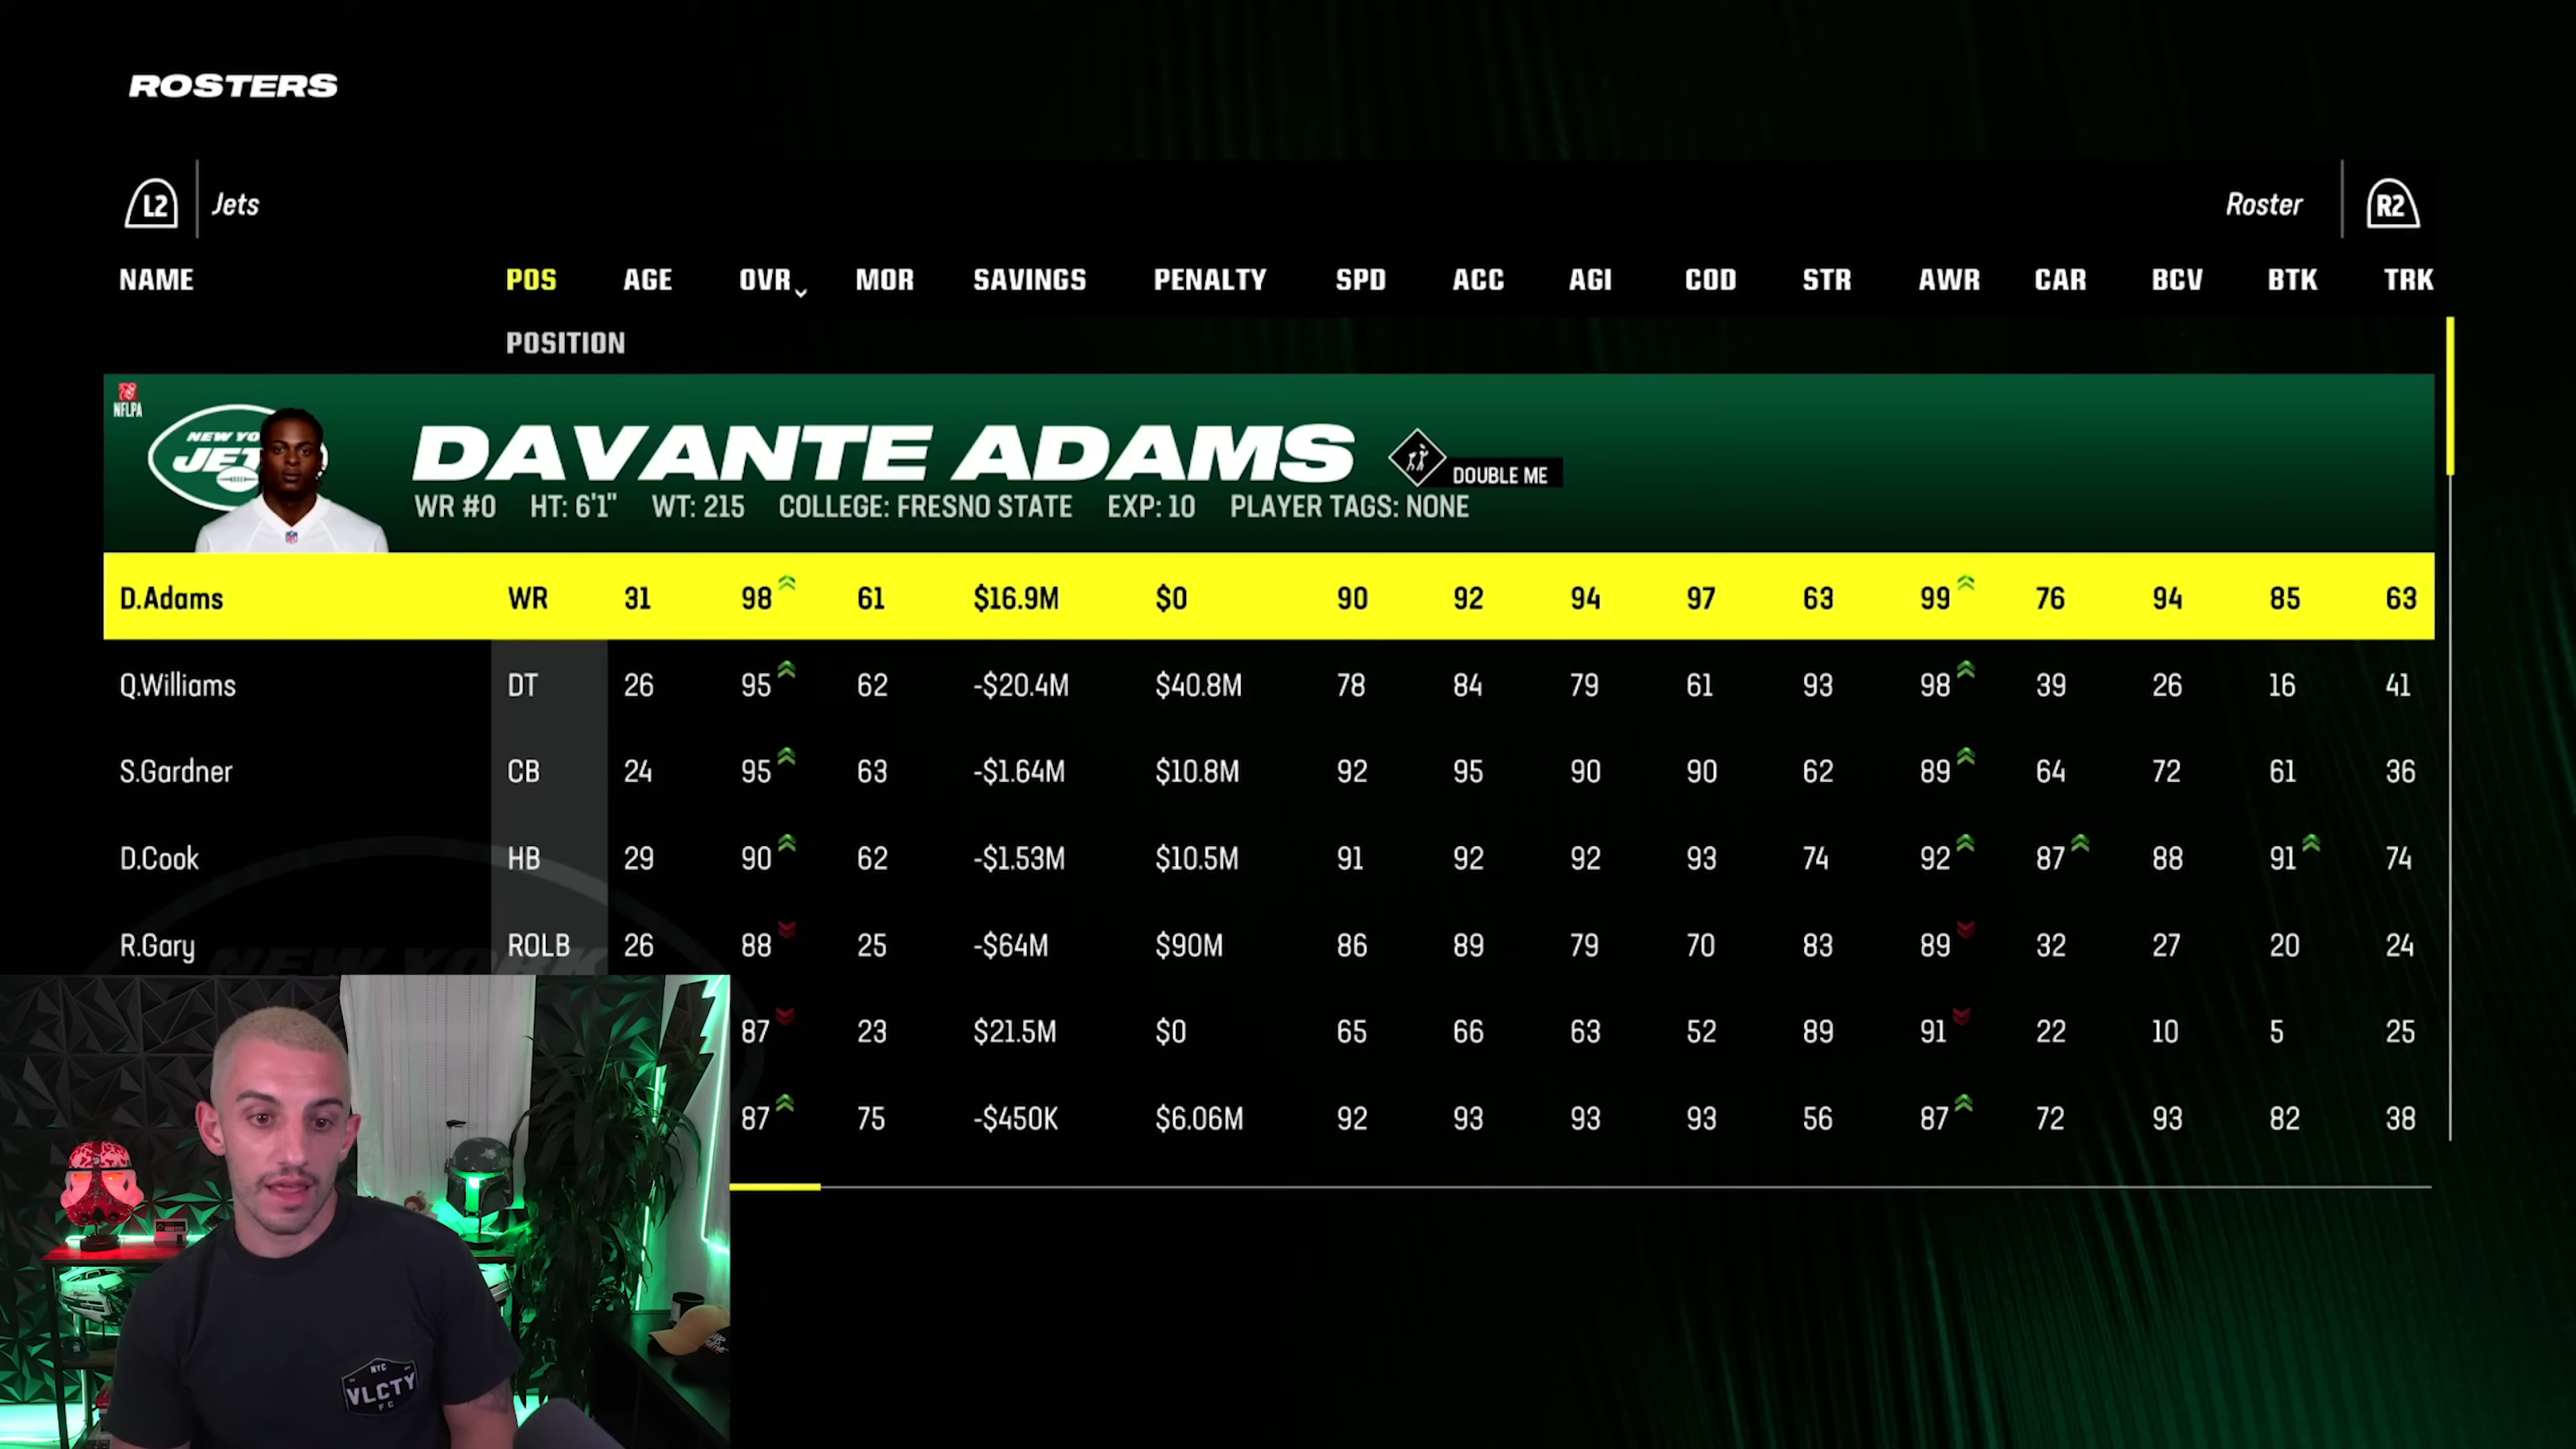 ROSTERS
L2 Jets Roster R2
NAME POS AGE OVR MOR SAVINGS PENALTY SPD ACC AGI COD STR AWR CAR BCV BTK TRK
POSITION
NFLPA
NEW YO
JET
DAVANTE ADAMS DOUBLE ME
WR #0 HT: 6'1" WT: 215 COLLEGE: FRESNO STATE EXP: 10 PLAYER TAGS: NONE
D.Adams WR 31 98 61 $16.9M $0 90 92 94 97 63 99 76 94 85 63
Q.Williams DT 26 95 62 -$20.4M $40.8M 78 84 79 61 93 98 39 26 16 41
S.Gardner CB 24 95 63 -$1.64M $10.8M 92 95 90 90 62 89 64 72 61 36
D.Cook HB 29 90 62 -$1.53M $10.5M 91 92 92 93 74 92 87 88 91 74
R.Gary ROLB 26 88 25 -$64M $90M 86 89 79 70 83 89 32 27 20 24
NEW YORK
87 23 $21.5M $0 65 66 63 52 89 91 22 10 5 25
87 75 -$450K $6.06M 92 93 93 93 56 87 72 93 82 38
NYC
VLCTY
FC